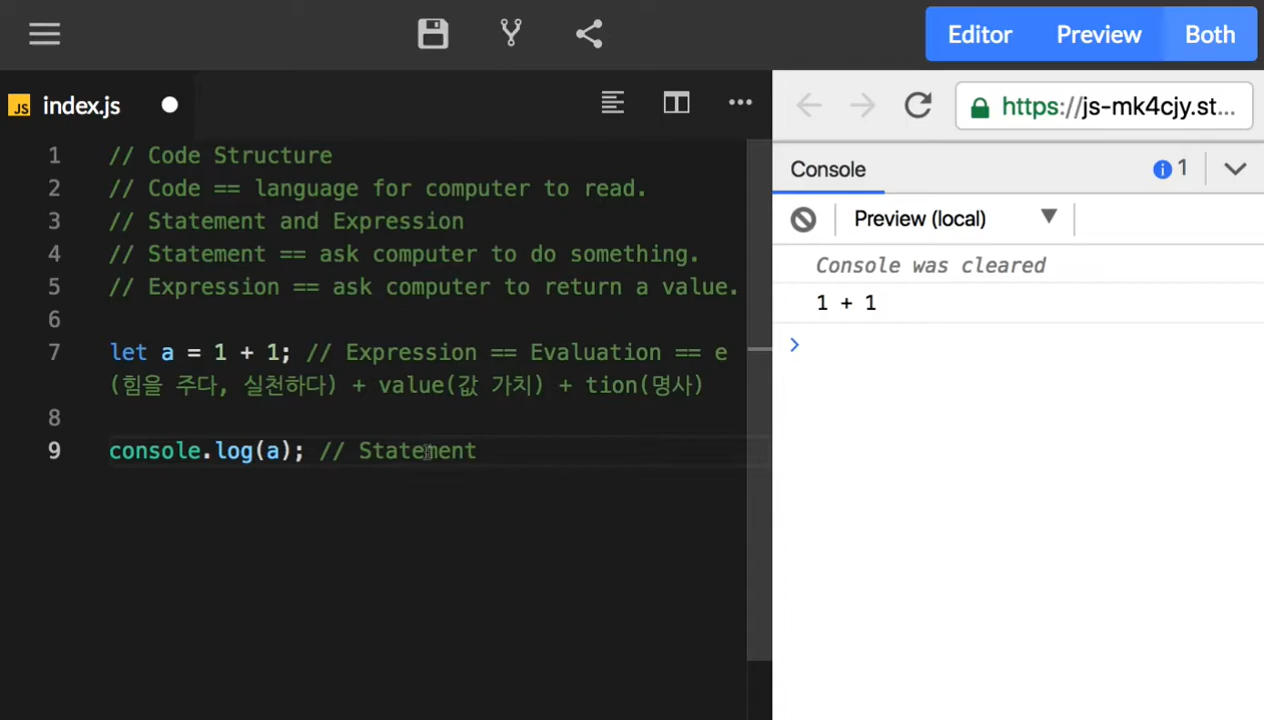 Editor
Preview
Both
JS index.js
https://js-mk4cjy.st...
Console
1
Preview (local)
Console was cleared
1 + 1
>
1 // Code Structure
2 // Code == language for computer to read.
3 // Statement and Expression
4 // Statement == ask computer to do something.
5 // Expression == ask computer to return a value.
6
7 let a = 1 + 1; // Expression == Evaluation == e
(힘을 주다, 실천하다) + value(값 가치) + tion(명사)
8
9 console.log(a); // Statement